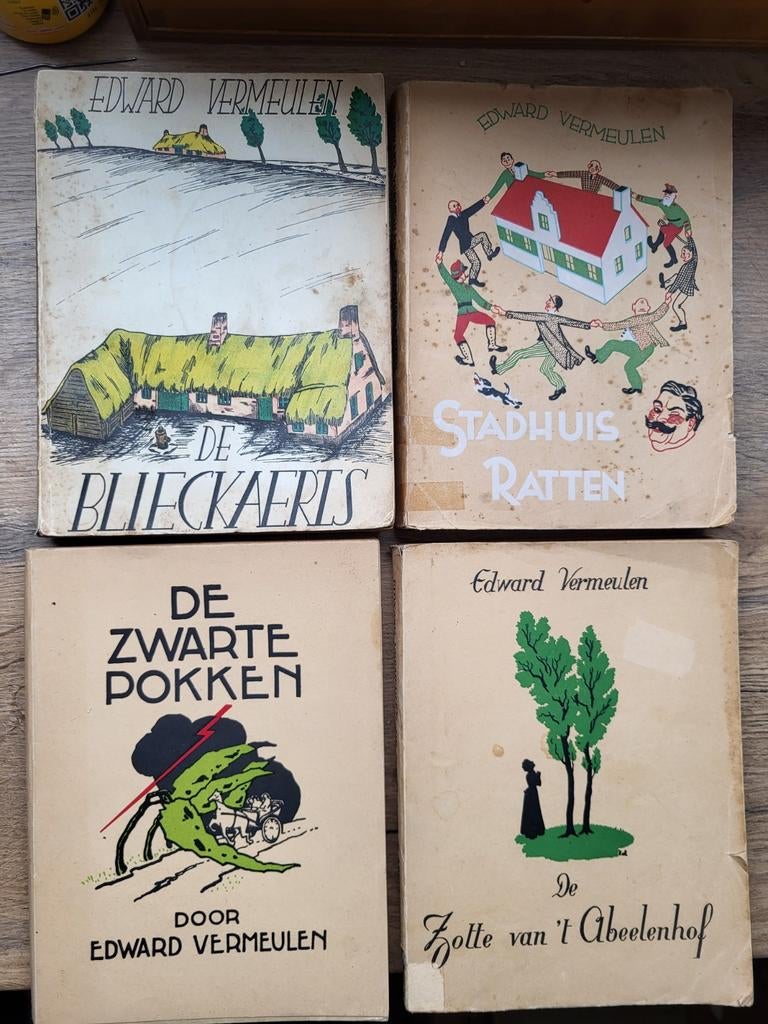 EDWARD VERMEULEN
DE
BLIECKAERTS
EDWARD VERMEULEN
STADHUIS
RATTEN
DE
ZWARTE
POKKEN
DOOR
EDWARD VERMEULEN
Edward Vermeulen
De
Zotte van 't Abeelenhof